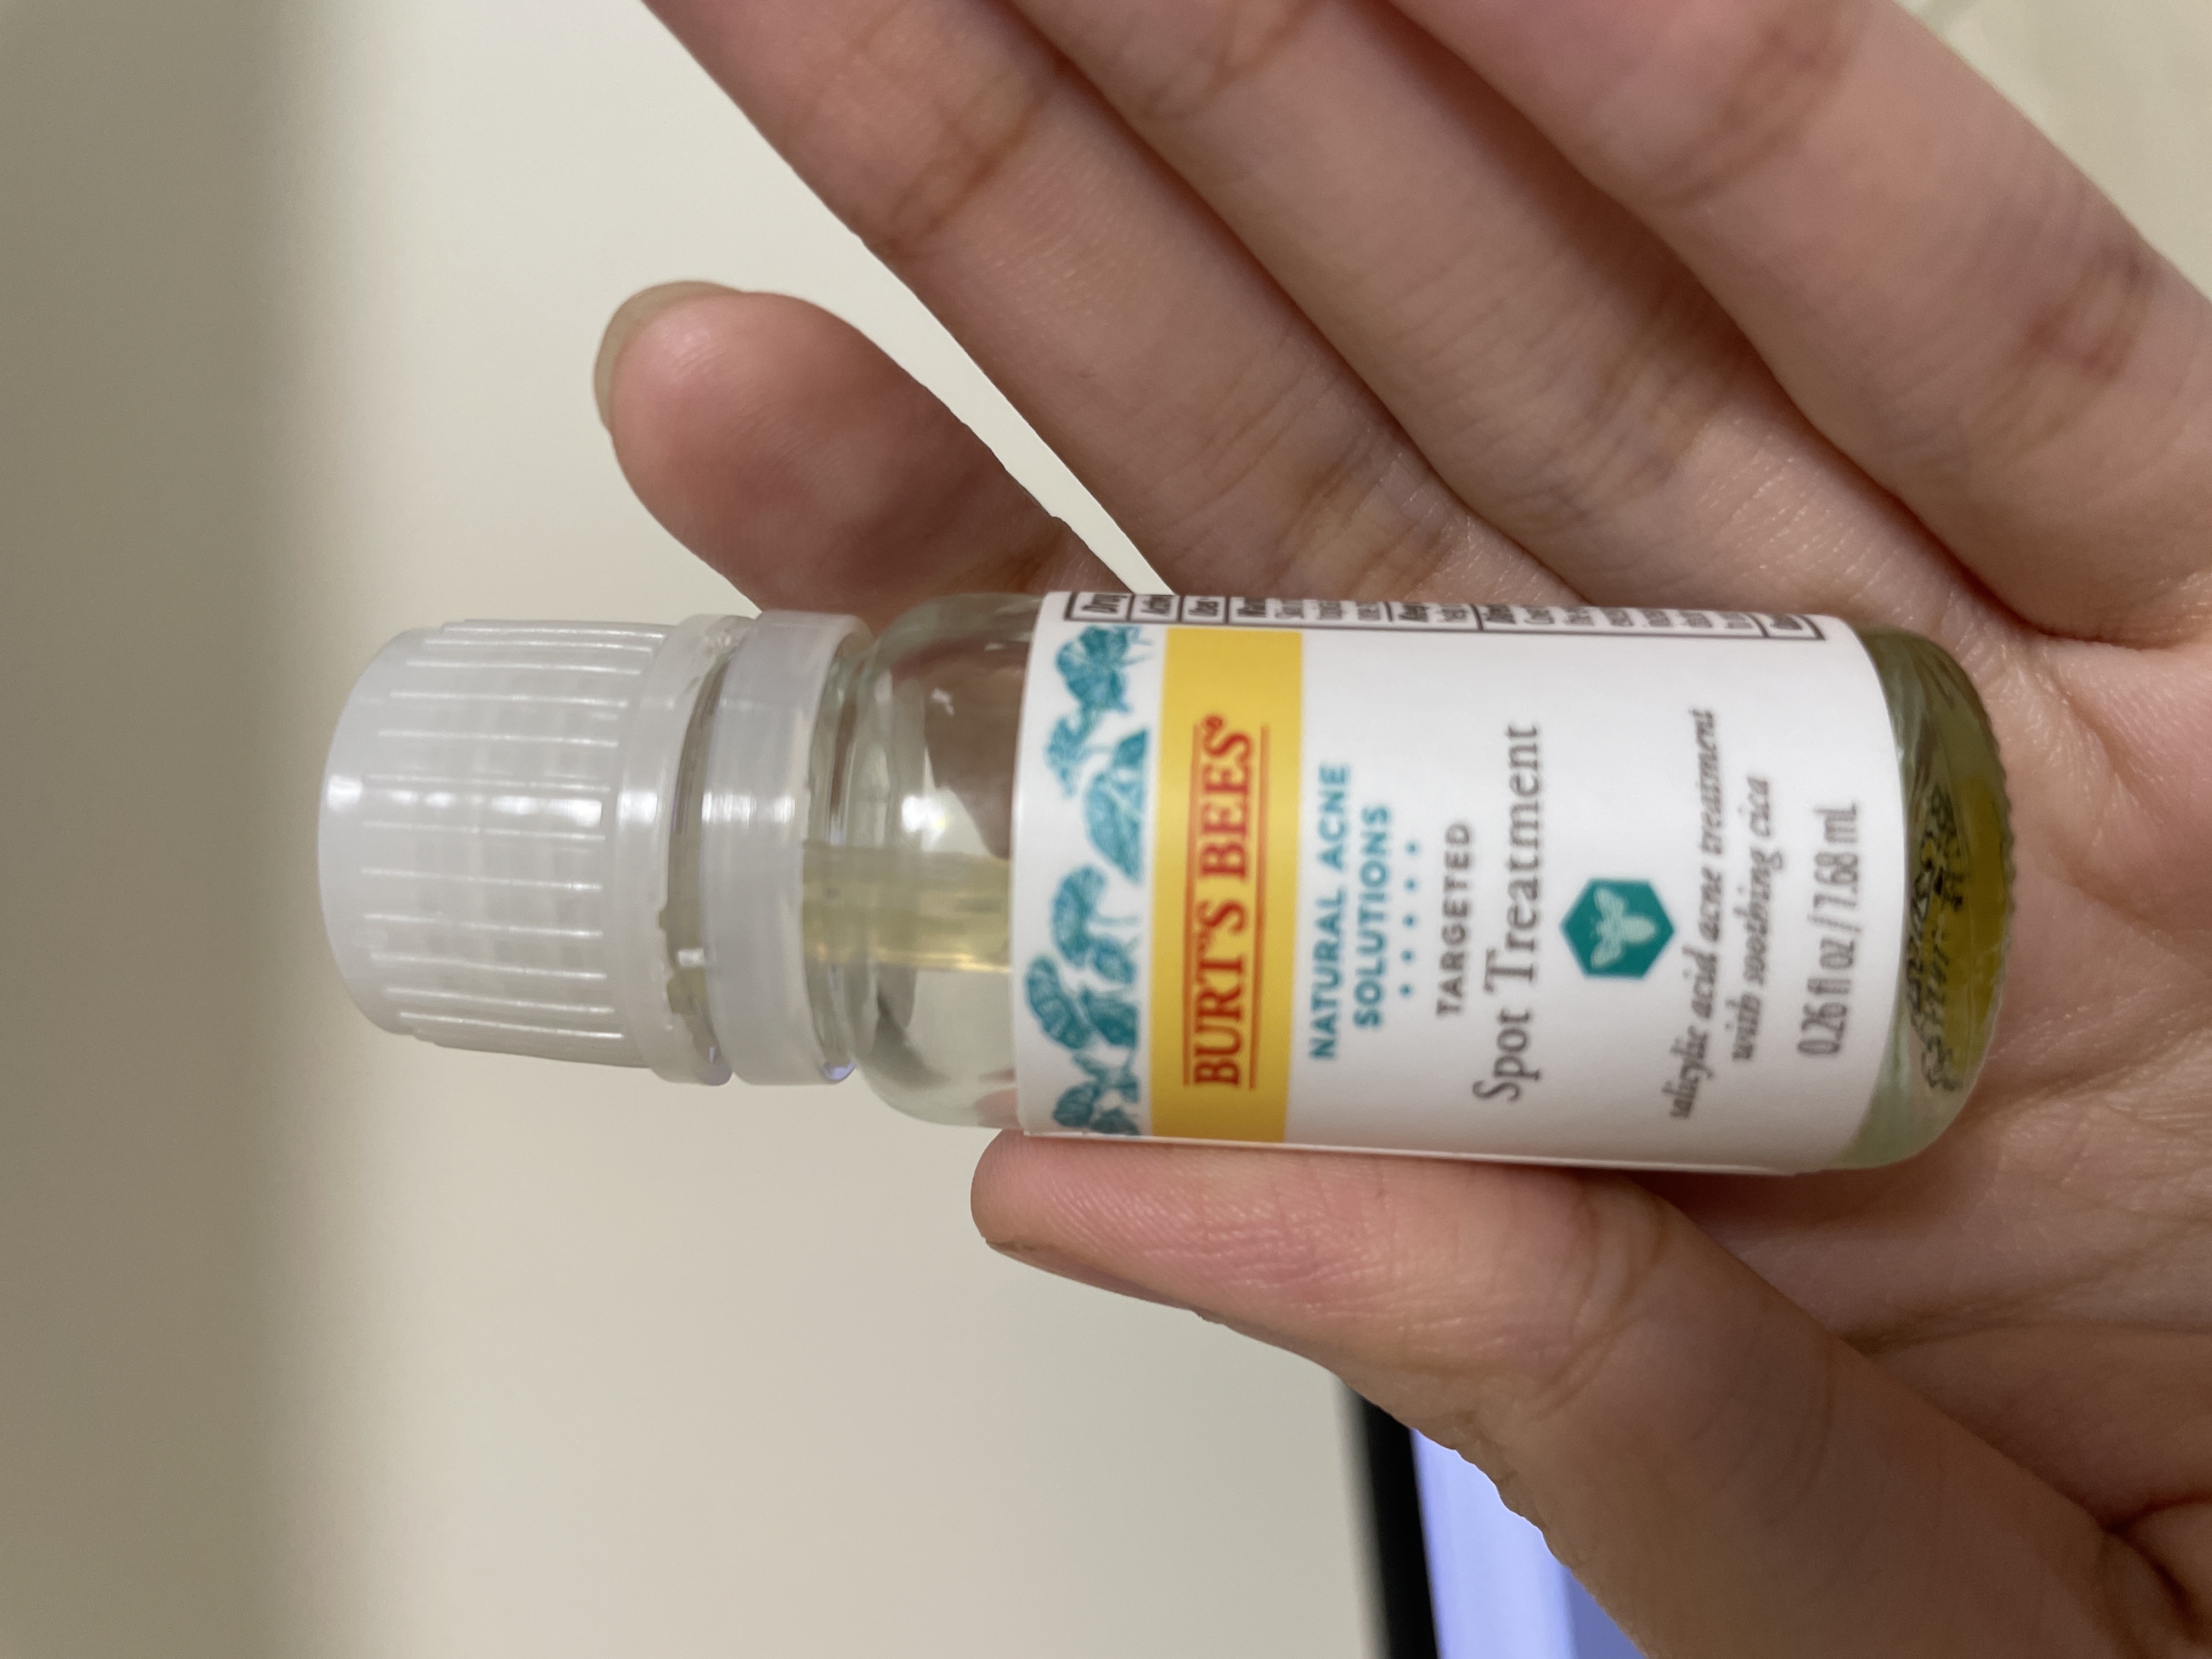 BURT'S BEES®
NATURAL ACNE
SOLUTIONS
TARGETED
Spot Treatment
salicylic acid acne treatment
with soothing cica
0.26 fl oz / 7.68 mL
Drug